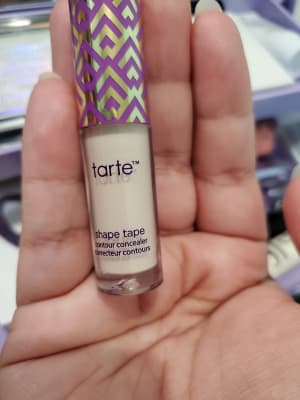 tarte™
shape tape
contour concealer
correcteur contours